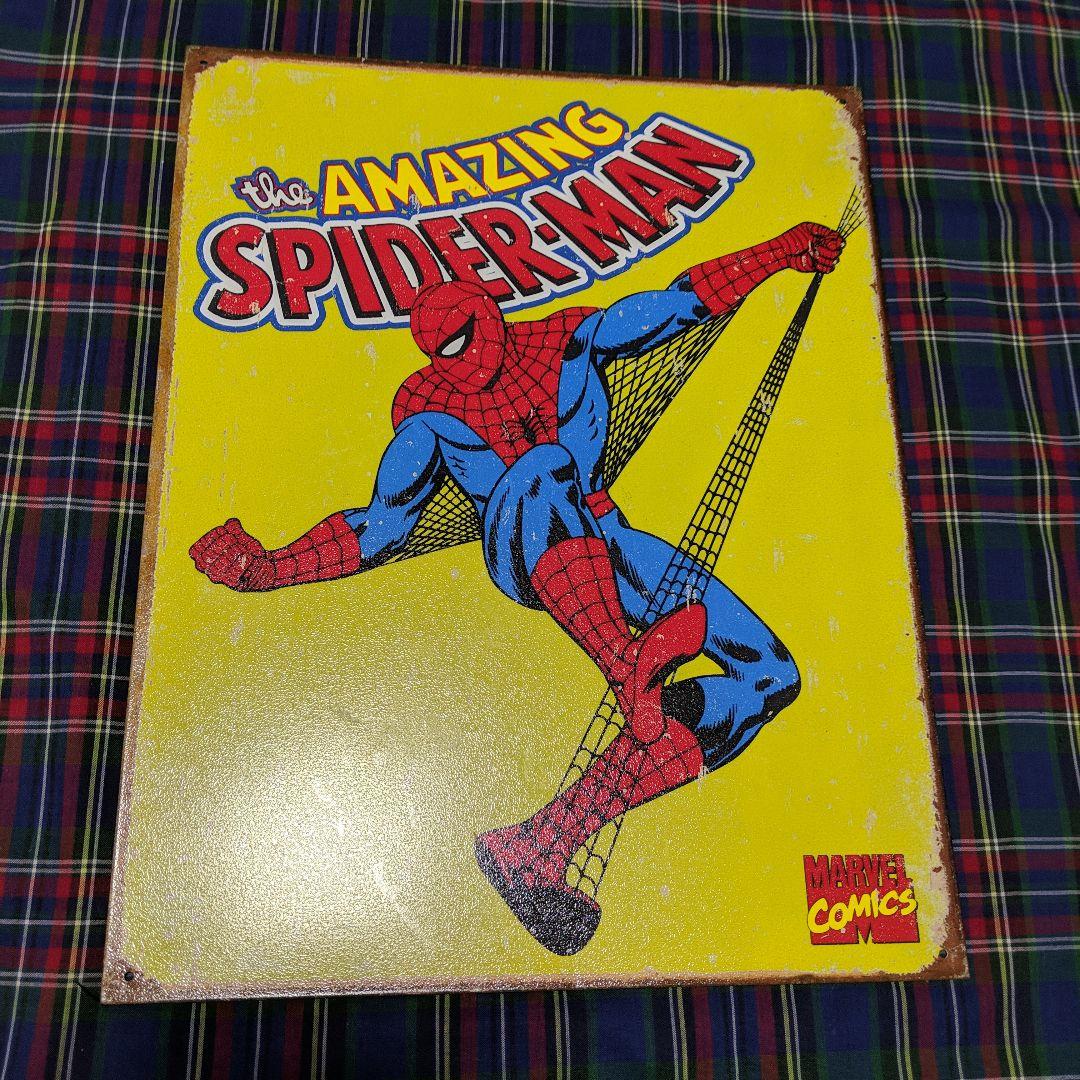 the AMAZING
SPIDER-MAN
MARVEL
COMICS
M